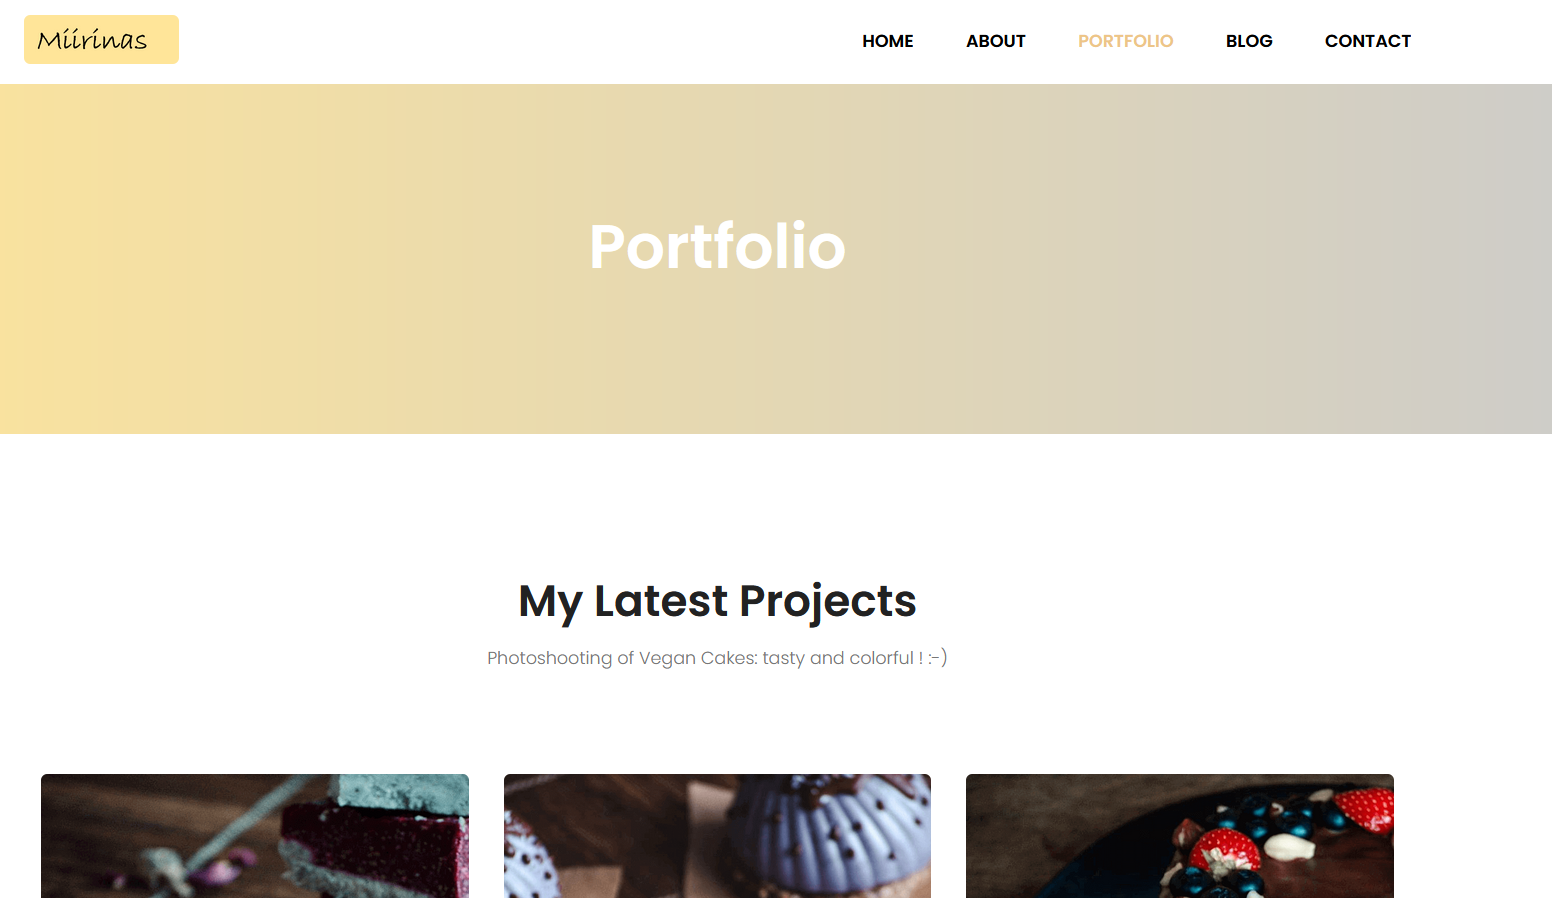 Miirinas
HOME ABOUT PORTFOLIO BLOG CONTACT
Portfolio
My Latest Projects
Photoshooting of Vegan Cakes: tasty and colorful ! :-)